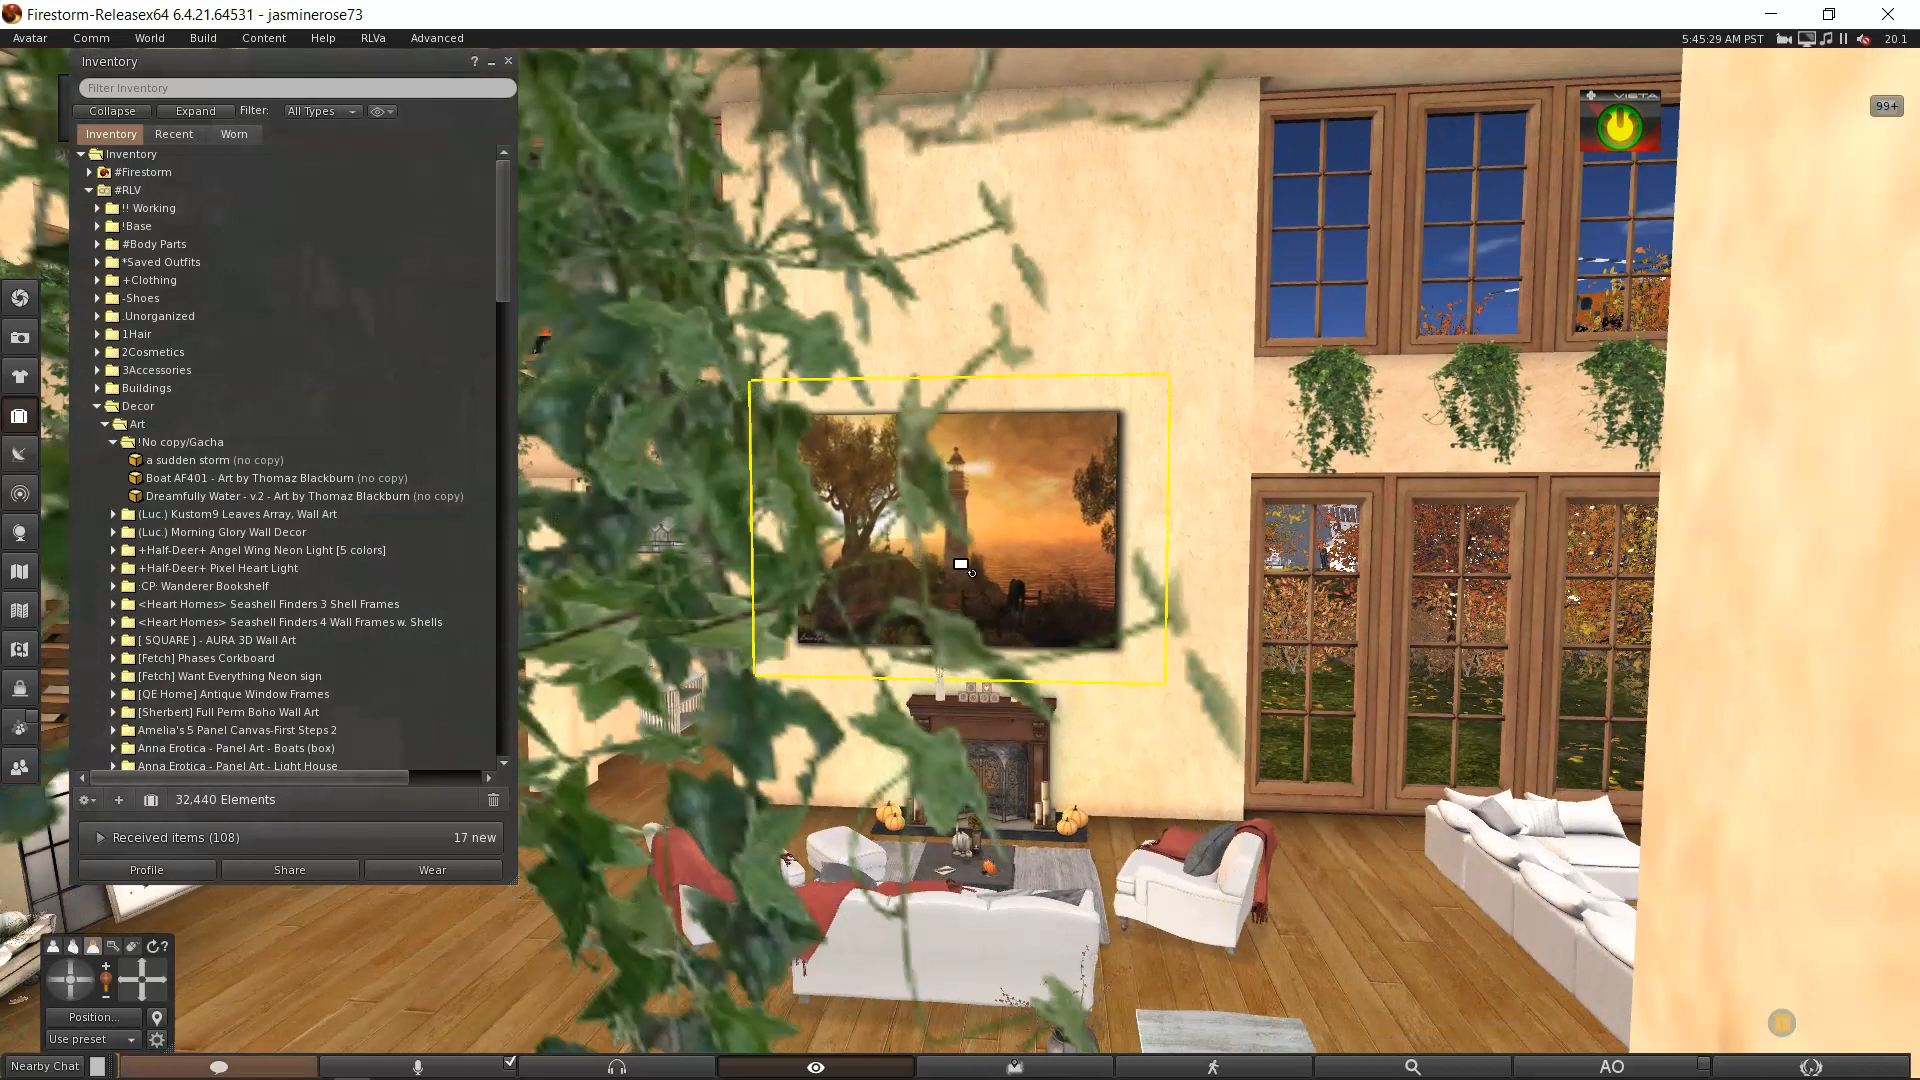 Firestorm-Releasex64 6.4.21.64531 - jasminerose73
Avatar Comm World Build Content Help RLVa Advanced
5:45:29 AM PST 20.1
Inventory ?
Filter Inventory
Collapse Expand Filter: All Types
Inventory Recent Worn
Inventory
#Firestorm
#RLV
!! Working
!Base
#Body Parts
*Saved Outfits
+Clothing
-Shoes
.Unorganized
1Hair
2Cosmetics
3Accessories
Buildings
Decor
Art
!No copy/Gacha
a sudden storm (no copy)
Boat AF401 - Art by Thomaz Blackburn (no copy)
Dreamfully Water - v.2 - Art by Thomaz Blackburn (no copy)
(Luc.) Kustom9 Leaves Array, Wall Art
(Luc.) Morning Glory Wall Decor
+Half-Deer+ Angel Wing Neon Light [5 colors]
+Half-Deer+ Pixel Heart Light
:CP: Wanderer Bookshelf
<Heart Homes> Seashell Finders 3 Shell Frames
<Heart Homes> Seashell Finders 4 Wall Frames w. Shells
[ SQUARE ] - AURA 3D Wall Art
[Fetch] Phases Corkboard
[Fetch] Want Everything Neon sign
[QE Home] Antique Window Frames
[Sherbert] Full Perm Boho Wall Art
Amelia's 5 Panel Canvas-First Steps 2
Anna Erotica - Panel Art - Boats (box)
Anna Erotica - Panel Art - Light House
32,440 Elements
Received items (108) 17 new
Profile Share Wear
VISTA
99+
?
Position...
Use preset
Nearby Chat
AO